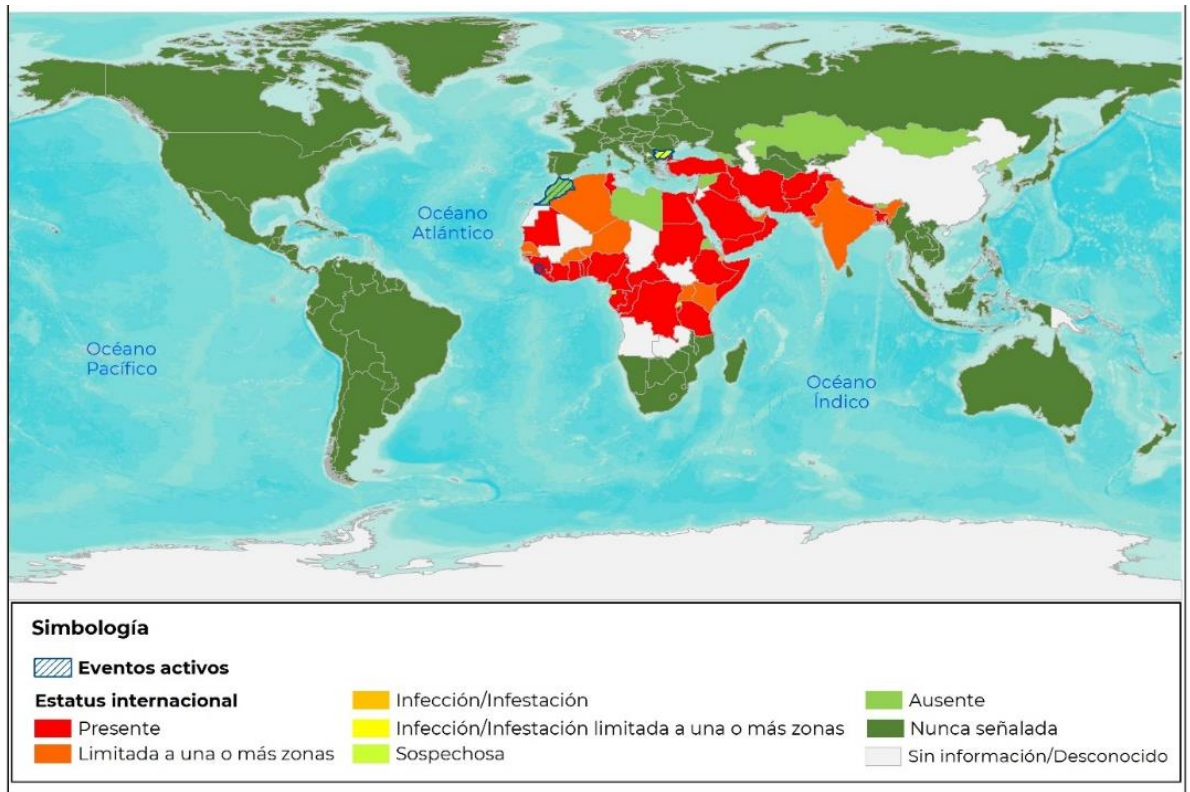 Océano
Atlántico
Océano
Pacífico
Océano
Índico
Simbología
Eventos activos
Estatus internacional
Presente
Limitada a una o más zonas
Infección/Infestación
Infección/Infestación limitada a una o más zonas
Sospechosa
Ausente
Nunca señalada
Sin información/Desconocido